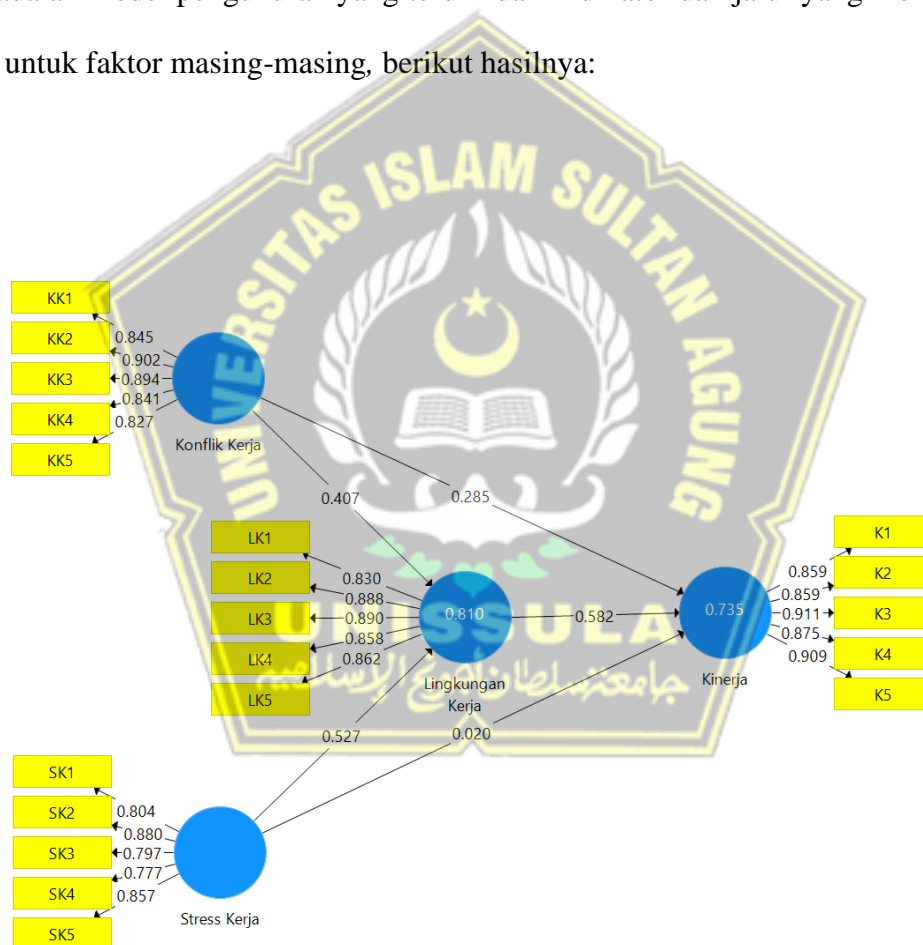 untuk faktor masing-masing, berikut hasilnya:
UNIVERSITAS ISLAM SULTAN AGUNG
KK1
KK2
KK3
KK4
KK5
0.845
0.902
0.894
0.841
0.827
Konflik Kerja
0.407
0.285
LK1
LK2
LK3
LK4
LK5
0.830
0.888
0.890
0.858
0.862
0.810
Lingkungan
Kerja
0.582
0.735
Kinerja
0.859
0.859
0.911
0.875
0.909
K1
K2
K3
K4
K5
UNISSULA
0.527
0.020
SK1
SK2
SK3
SK4
SK5
0.804
0.880
0.797
0.777
0.857
Stress Kerja